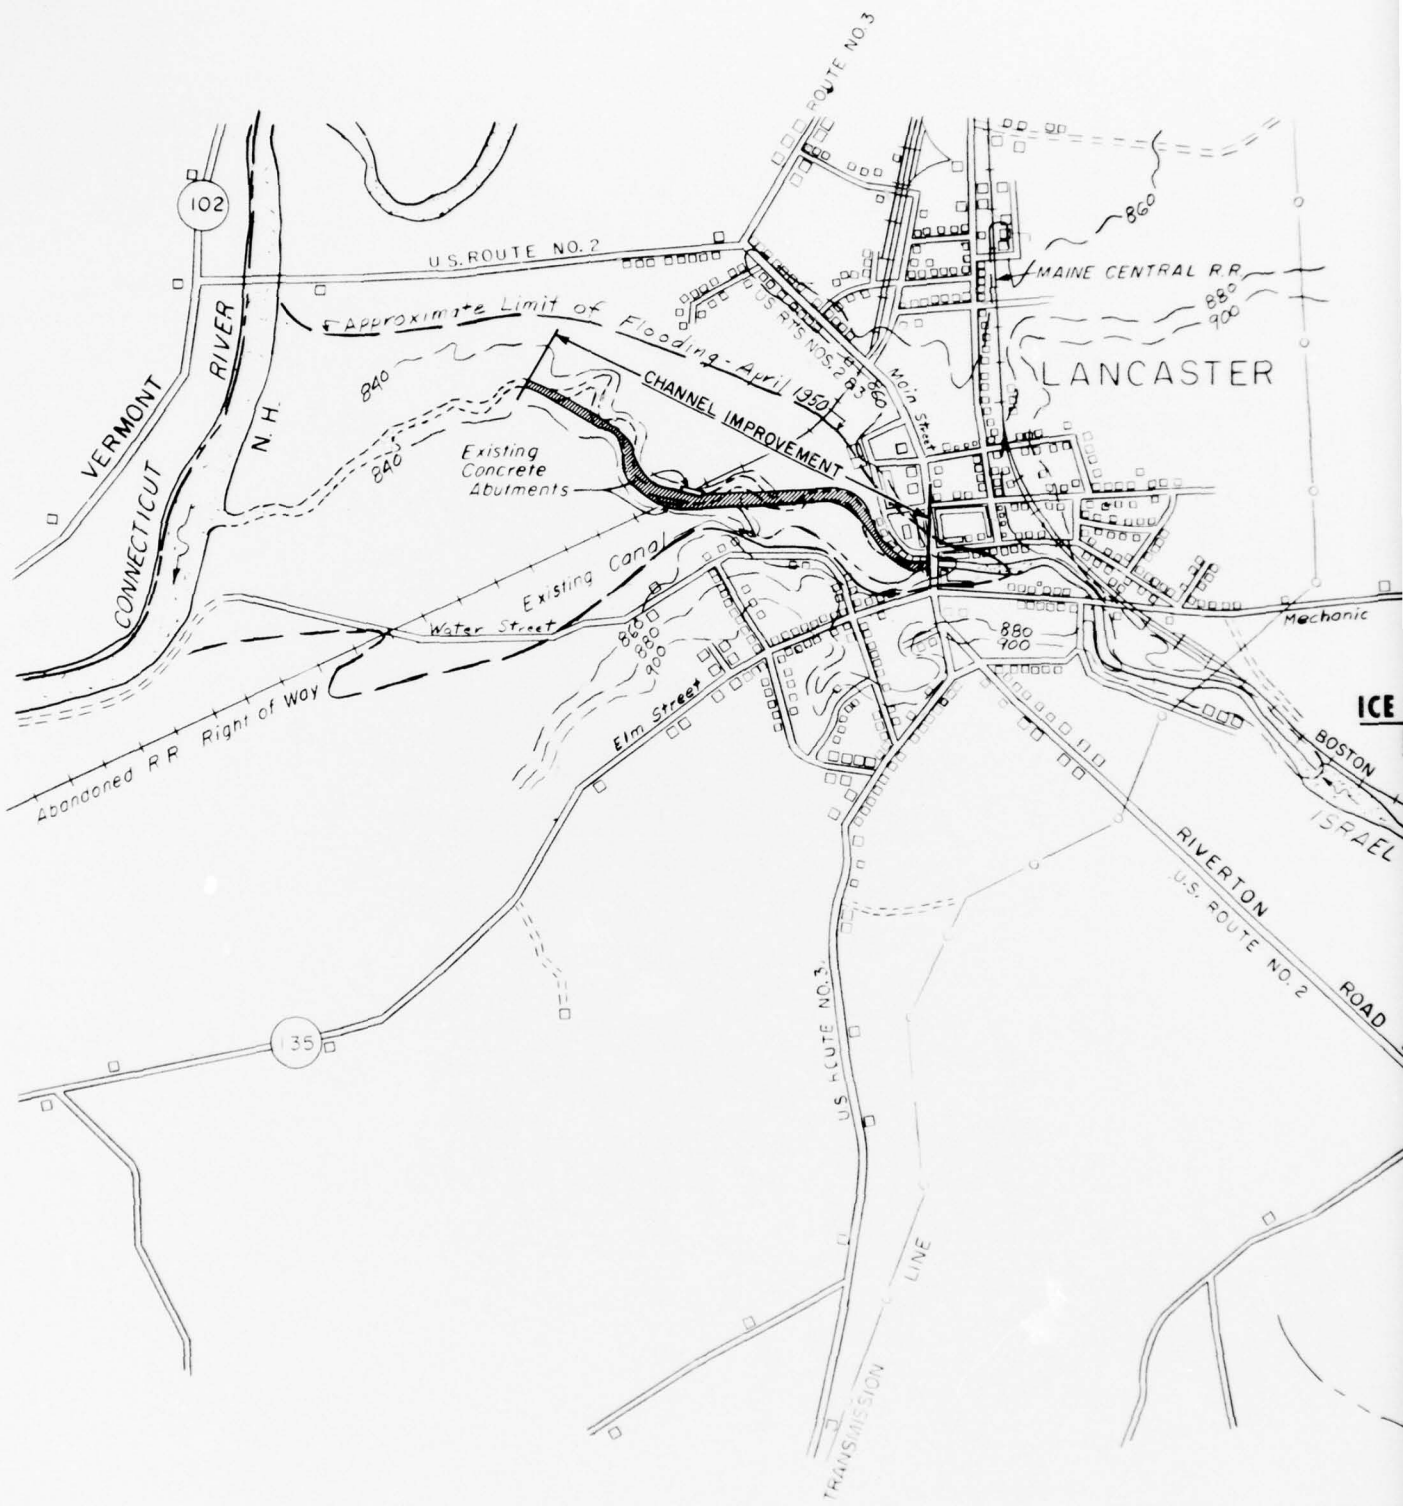 ROUTE NO.3
102
860
U.S. ROUTE NO. 2
MAINE CENTRAL R.R.
880
900
Approximate Limit of Flooding - April 1950
US RTS NOS. 2 & 3
860
Main Street
LANCASTER
RIVER
840
CHANNEL IMPROVEMENT
VERMONT
N. H.
840
Existing
Concrete
Abutments
CONNECTICUT
Existing Canal
Water Street
860
880
900
880
900
Mechanic
Elm Street
ICE
Abandoned R R Right of Way
BOSTON
ISRAEL
RIVERTON ROAD
U.S. ROUTE NO. 2
US ROUTE NO. 3
135
TRANSMISSION LINE